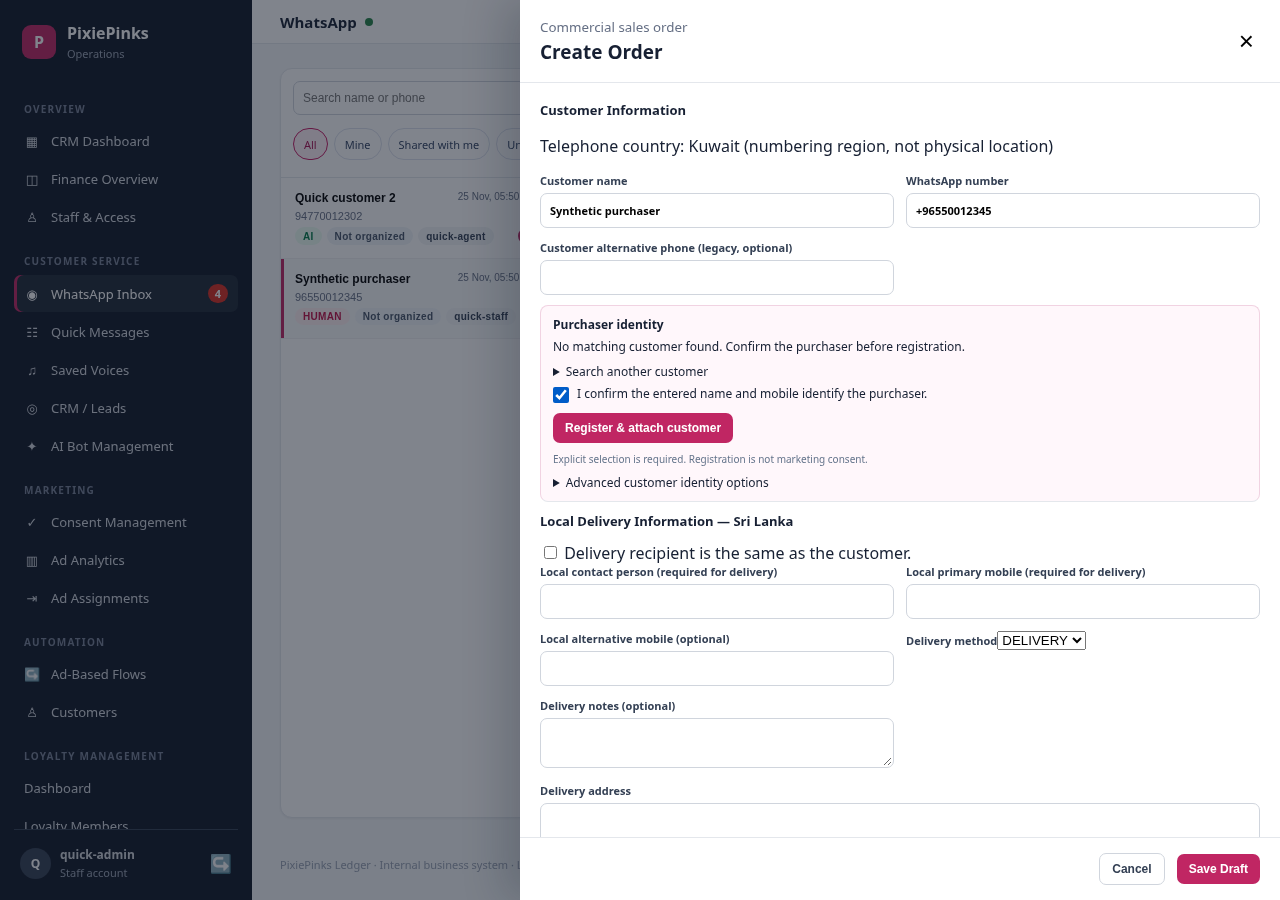 P
PixiePinks
Operations
OVERVIEW
CRM Dashboard
Finance Overview
Staff & Access
CUSTOMER SERVICE
WhatsApp Inbox
4
Quick Messages
Saved Voices
CRM / Leads
AI Bot Management
MARKETING
Consent Management
Ad Analytics
Ad Assignments
AUTOMATION
Ad-Based Flows
Customers
LOYALTY MANAGEMENT
Dashboard
Loyalty Members
Q
quick-admin
Staff account
WhatsApp
Search name or phone
All
Mine
Shared with me
Quick customer 2
25 Nov, 05:50
94770012302
AI
Not organized
quick-agent
Synthetic purchaser
25 Nov, 05:50
96550012345
HUMAN
Not organized
quick-staff
PixiePinks Ledger · Internal business system ·
Commercial sales order
Create Order
Customer Information
Telephone country: Kuwait (numbering region, not physical location)
Customer name
WhatsApp number
Synthetic purchaser
+96550012345
Customer alternative phone (legacy, optional)
Purchaser identity
No matching customer found. Confirm the purchaser before registration.
Search another customer
I confirm the entered name and mobile identify the purchaser.
Register & attach customer
Explicit selection is required. Registration is not marketing consent.
Advanced customer identity options
Local Delivery Information — Sri Lanka
Delivery recipient is the same as the customer.
Local contact person (required for delivery)
Local primary mobile (required for delivery)
Local alternative mobile (optional)
Delivery method
DELIVERY
Delivery notes (optional)
Delivery address
Cancel
Save Draft